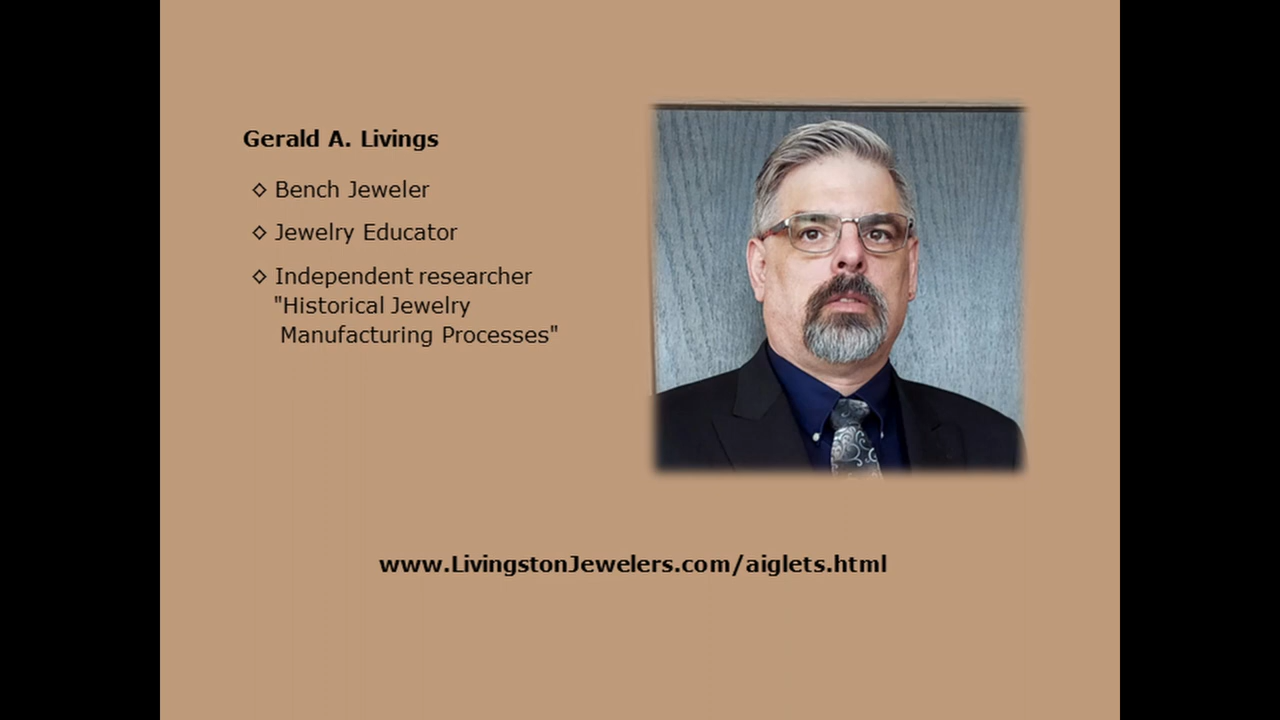 Gerald A. Livings
◇ Bench Jeweler
◇ Jewelry Educator
◇ Independent researcher
"Historical Jewelry
Manufacturing Processes"
www.LivingstonJewelers.com/aiglets.html